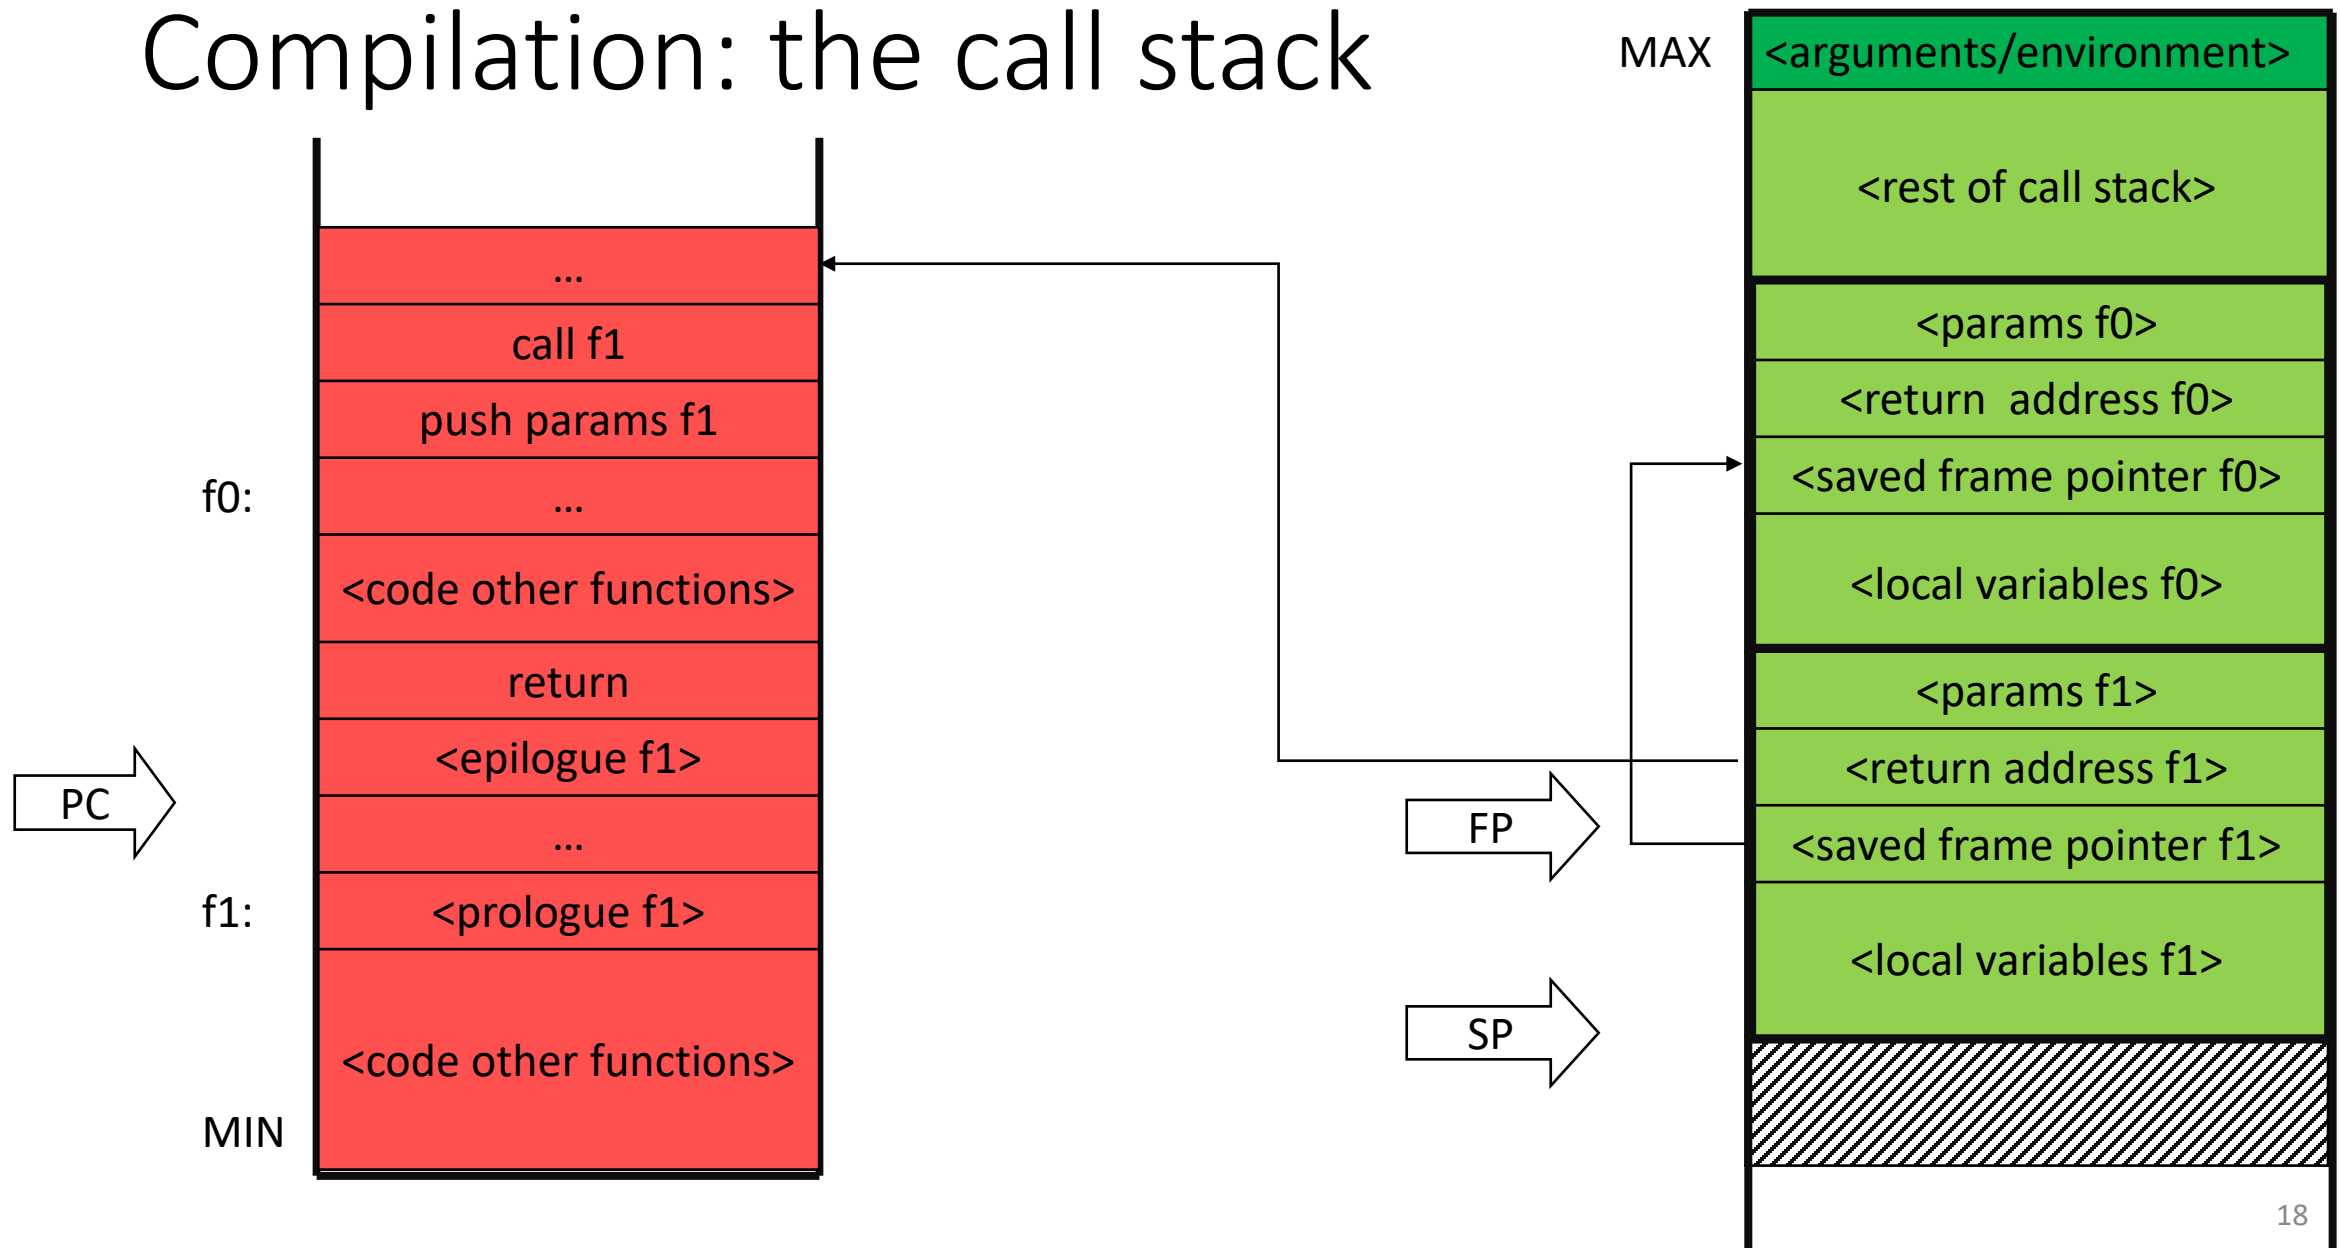 Compilation: the call stack
…
call f1
push params f1
f0:
…
<code other functions>
return
<epilogue f1>
PC
…
f1:
<prologue f1>
<code other functions>
MIN
MAX
<arguments/environment>
<rest of call stack>
<params f0>
<return  address f0>
<saved frame pointer f0>
<local variables f0>
<params f1>
<return address f1>
FP
<saved frame pointer f1>
<local variables f1>
SP
18